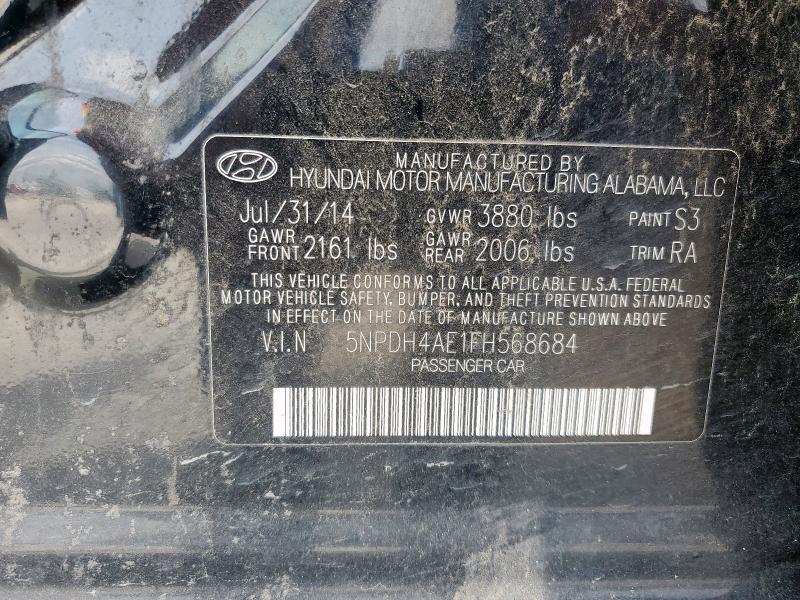 MANUFACTURED BY
HYUNDAI MOTOR MANUFACTURING ALABAMA, LLC
Jul/31/14 GVWR 3880 lbs PAINT S3
GAWR FRONT 2161 lbs GAWR REAR 2006 lbs TRIM RA
THIS VEHICLE CONFORMS TO ALL APPLICABLE U.S.A. FEDERAL
MOTOR VEHICLE SAFETY, BUMPER, AND THEFT PREVENTION STANDARDS
IN EFFECT ON THE DATE OF MANUFACTURE SHOWN ABOVE
V.I.N 5NPDH4AE1FH568684
PASSENGER CAR